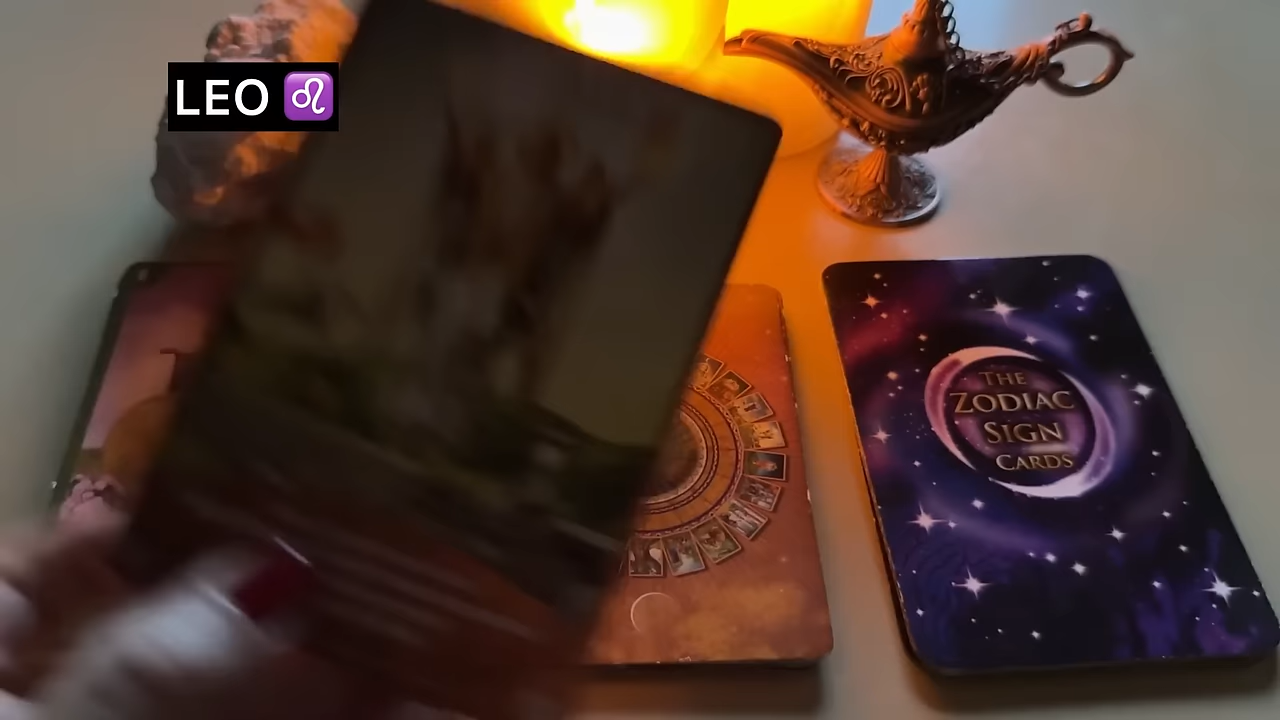 LEO ♌
THE
ZODIAC
SIGN
CARDS